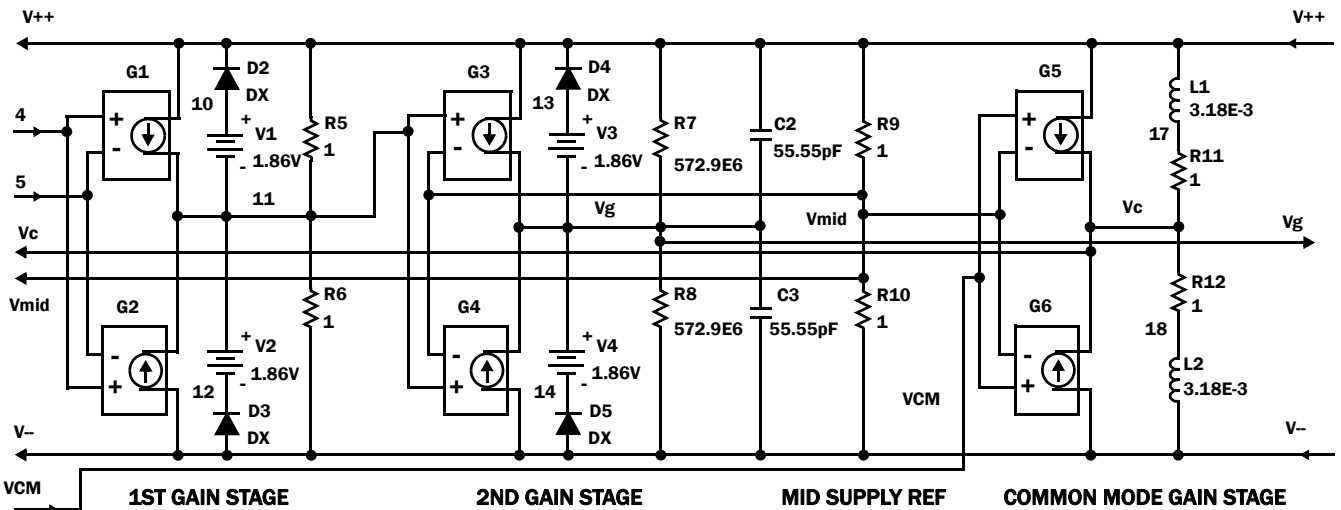 V++
V++
G1
D2
DX
10
+
V1
1.86V
-
R5
1
4
+
-
5
11
G3
D4
DX
13
+
V3
1.86V
-
R7
572.9E6
C2
55.55pF
R9
1
+
-
G5
L1
3.18E-3
17
R11
1
+
-
Vg
Vmid
Vc
Vg
Vc
Vmid
G2
-
+
R6
1
+
V2
1.86V
-
12
D3
DX
G4
-
+
+
V4
1.86V
-
14
D5
DX
R8
572.9E6
C3
55.55pF
R10
1
G6
-
+
R12
1
18
L2
3.18E-3
VCM
V--
V--
VCM
1ST GAIN STAGE
2ND GAIN STAGE
MID SUPPLY REF
COMMON MODE GAIN STAGE